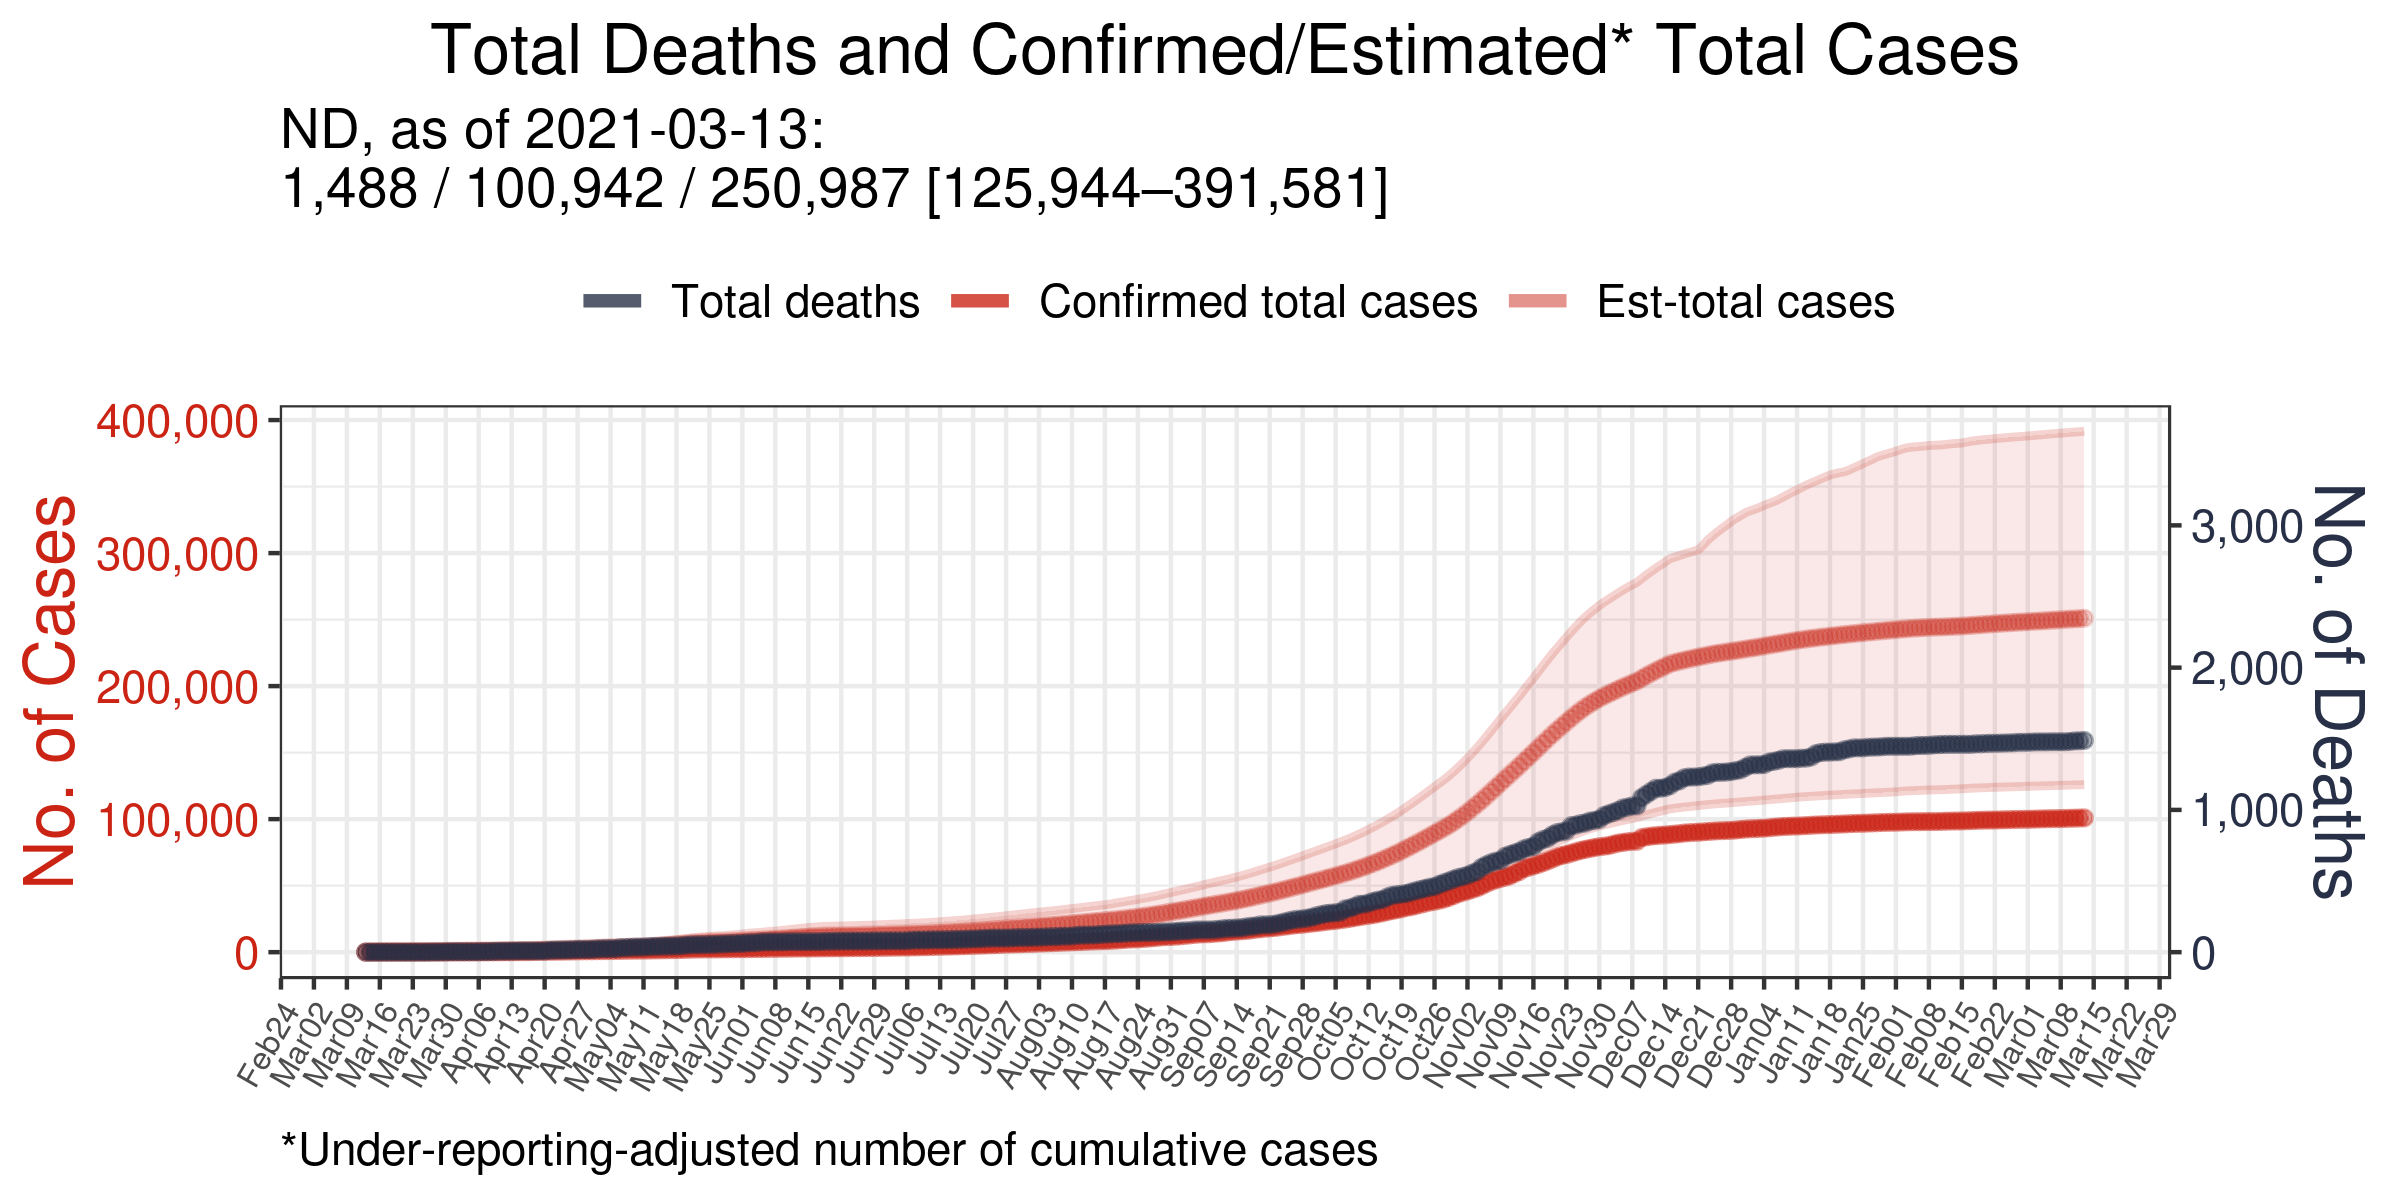 Total Deaths and Confirmed/Estimated* Total Cases
ND, as of 2021-03-13:
1,488 / 100,942 / 250,987 [125,944–391,581]
Total deaths Confirmed total cases Est-total cases
No. of Cases
400,000
300,000
200,000
100,000
0
3,000
2,000
1,000
0
No. of Deaths
Feb24 Mar02 Mar09 Mar16 Mar23 Mar30 Apr06 Apr13 Apr20 Apr27 May04 May11 May18 May25 Jun01 Jun08 Jun15 Jun22 Jun29 Jul06 Jul13 Jul20 Jul27 Aug03 Aug10 Aug17 Aug24 Aug31 Sep07 Sep14 Sep21 Sep28 Oct05 Oct12 Oct19 Oct26 Nov02 Nov09 Nov16 Nov23 Nov30 Dec07 Dec14 Dec21 Dec28 Jan04 Jan11 Jan18 Jan25 Feb01 Feb08 Feb15 Feb22 Mar01 Mar08 Mar15 Mar22 Mar29
*Under-reporting-adjusted number of cumulative cases